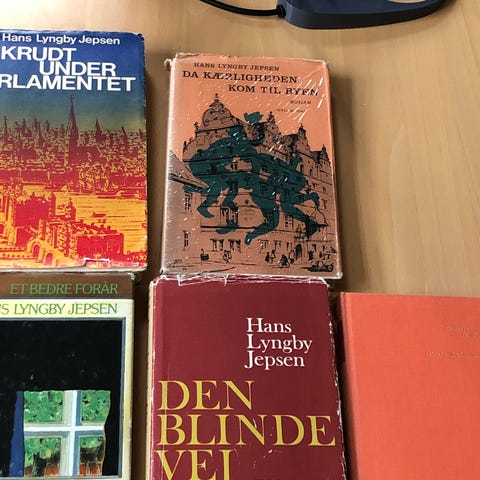 Hans Lyngby Jepsen
KRUDT
UNDER
RLAMENTET
HANS LYNGBY JEPSEN
DA KÆRLIGHEDEN
KOM TIL BYEN
ROMAN
ET BEDRE FORÅR
S LYNGBY JEPSEN
Hans
Lyngby
Jepsen
DEN
BLINDE
VEJ